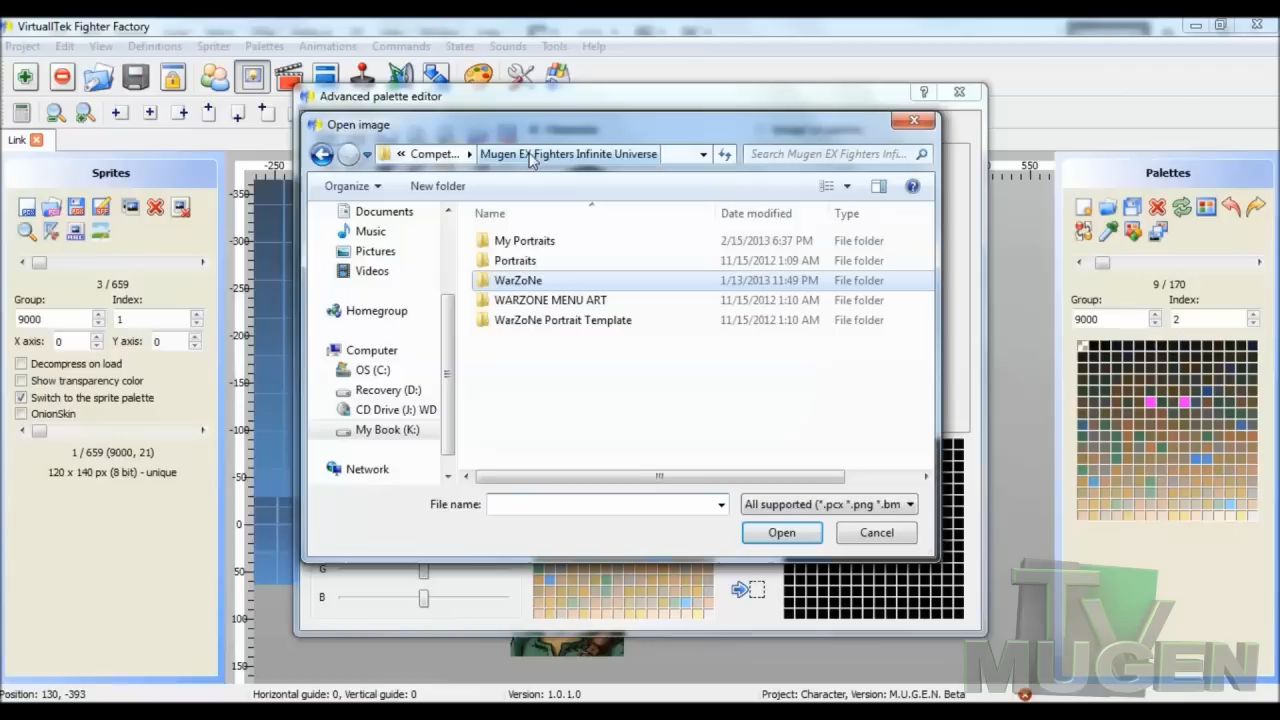 VirtuallTek Fighter Factory
Project Edit View Definitions Sprites Palettes Animations Commands States Sounds Tools Help
Advanced palette editor
Link
Open image
« Compet... Mugen EX Fighters Infinite Universe
Search Mugen EX Fighters Infi...
Organize New folder
Sprites
3 / 659
Group: Index:
9000 1
X axis: 0 Y axis: 0
Decompress on load
Show transparency color
Switch to the sprite palette
OnionSkin
1 / 659 (9000, 21)
120 x 140 px (8 bit) - unique
-250
-350
-300
-250
-200
-150
-100
-50
0
50
100
150
Documents
Music
Pictures
Videos
Homegroup
Computer
OS (C:)
Recovery (D:)
CD Drive (J:) WD
My Book (K:)
Network
Name Date modified Type
My Portraits 2/15/2013 6:37 PM File folder
Portraits 11/15/2012 1:09 AM File folder
WarZoNe 1/13/2013 11:49 PM File folder
WARZONE MENU ART 11/15/2012 1:10 AM File folder
WarZoNe Portrait Template 11/15/2012 1:10 AM File folder
File name:
All supported (*.pcx *.png *.bm
Open Cancel
G
B
550
Palettes
9 / 170
Group: Index:
9000 2
TV
MUGEN
Position: 130, -393
Horizontal guide: 0, Vertical guide: 0
Version: 1.0.1.0
Project: Character, Version: M.U.G.E.N. Beta